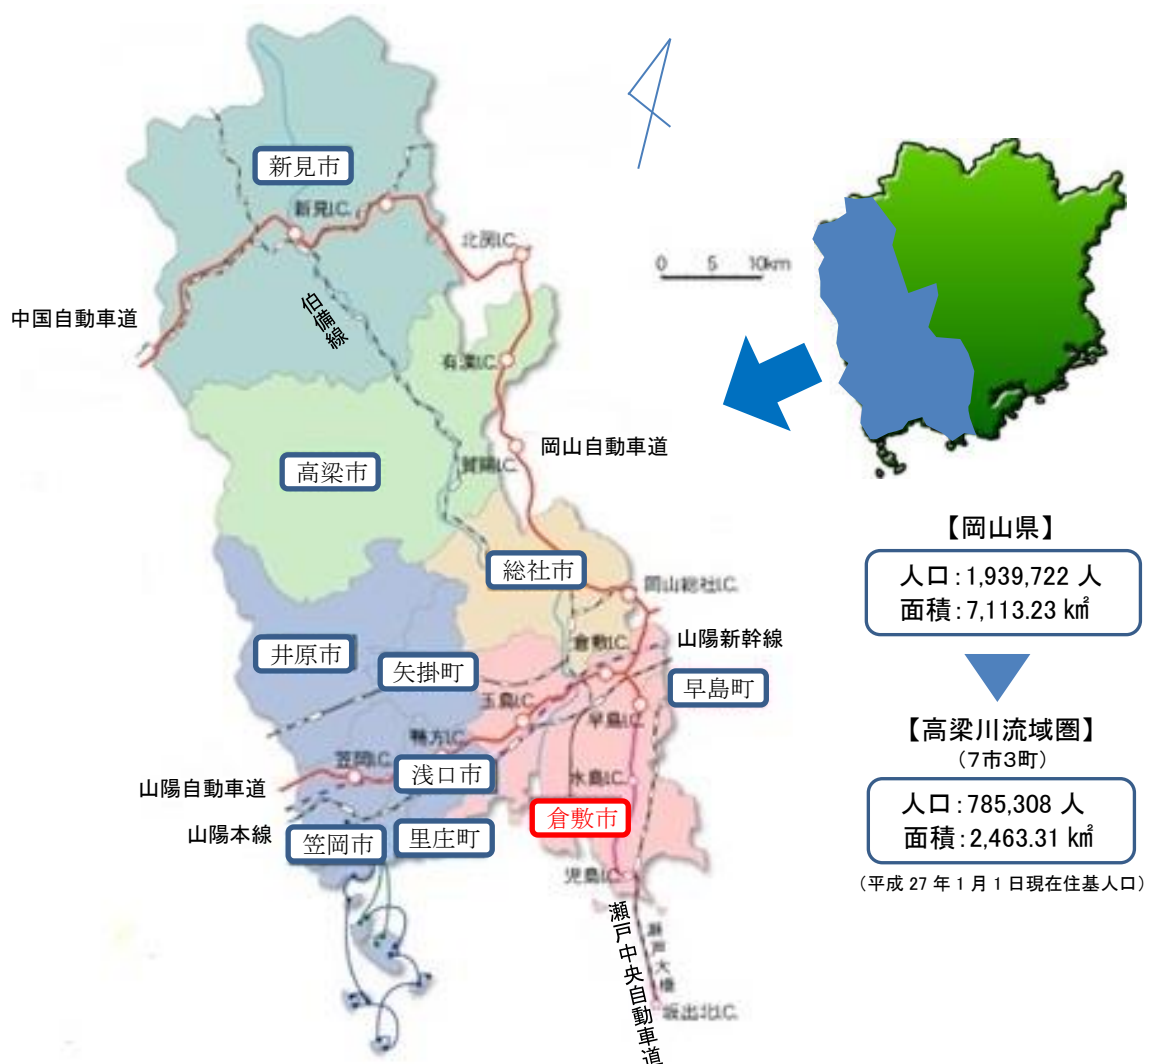 新見市
新見I.C.
北房I.C.
0 5 10km
中国自動車道
伯備線
有漢I.C.
岡山自動車道
賀陽I.C.
高梁市
【岡山県】
人口：1,939,722 人
面積：7,113.23 ㎢
総社市
岡山総社I.C.
山陽新幹線
倉敷I.C.
井原市
矢掛町
早島町
玉島I.C.
早島I.C.
鴨方I.C.
【高梁川流域圏】
（7市3町）
笠岡I.C.
浅口市
水島I.C.
山陽自動車道
人口：785,308 人
面積：2,463.31 ㎢
倉敷市
山陽本線
笠岡市
里庄町
児島I.C.
（平成 27 年 1 月 1 日現在住基人口）
瀬戸中央自動車道
瀬戸大橋
坂出北I.C.